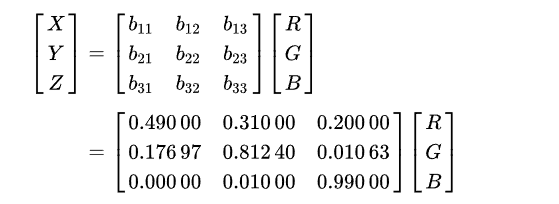 [X Y Z] = [b₁₁ b₁₂ b₁₃; b₂₁ b₂₂ b₂₃; b₃₁ b₃₂ b₃₃] [R G B]
= [0.490 00 0.310 00 0.200 00; 0.176 97 0.812 40 0.010 63; 0.000 00 0.010 00 0.990 00] [R G B]